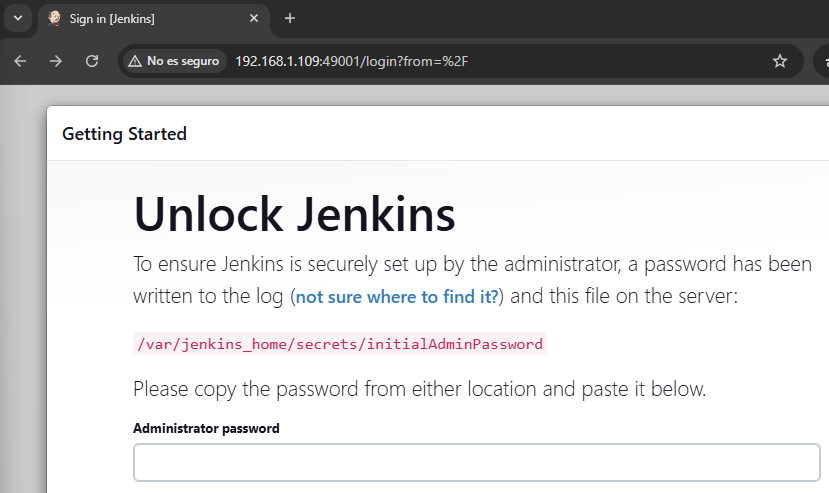 Sign in [Jenkins]
No es seguro 192.168.1.109:49001/login?from=%2F
Getting Started
Unlock Jenkins
To ensure Jenkins is securely set up by the administrator, a password has been
written to the log (not sure where to find it?) and this file on the server:
/var/jenkins_home/secrets/initialAdminPassword
Please copy the password from either location and paste it below.
Administrator password